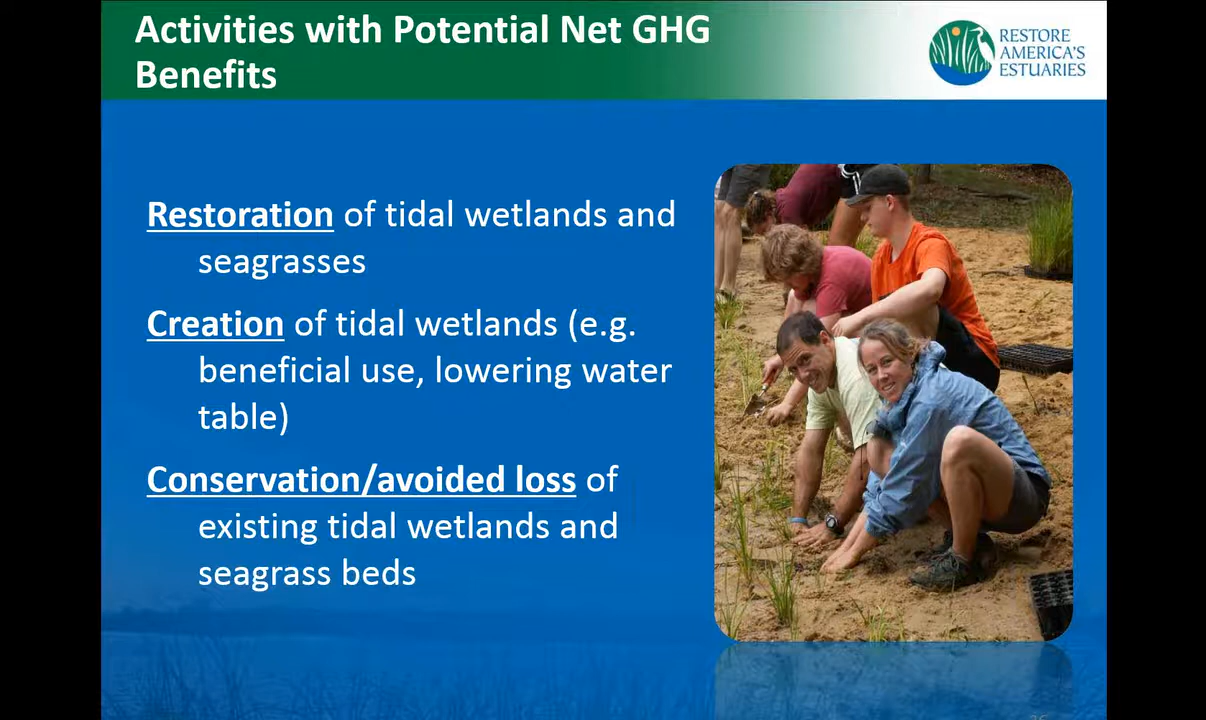 Activities with Potential Net GHG
Benefits
RESTORE
AMERICA'S
ESTUARIES
Restoration of tidal wetlands and
seagrasses
Creation of tidal wetlands (e.g.
beneficial use, lowering water
table)
Conservation/avoided loss of
existing tidal wetlands and
seagrass beds